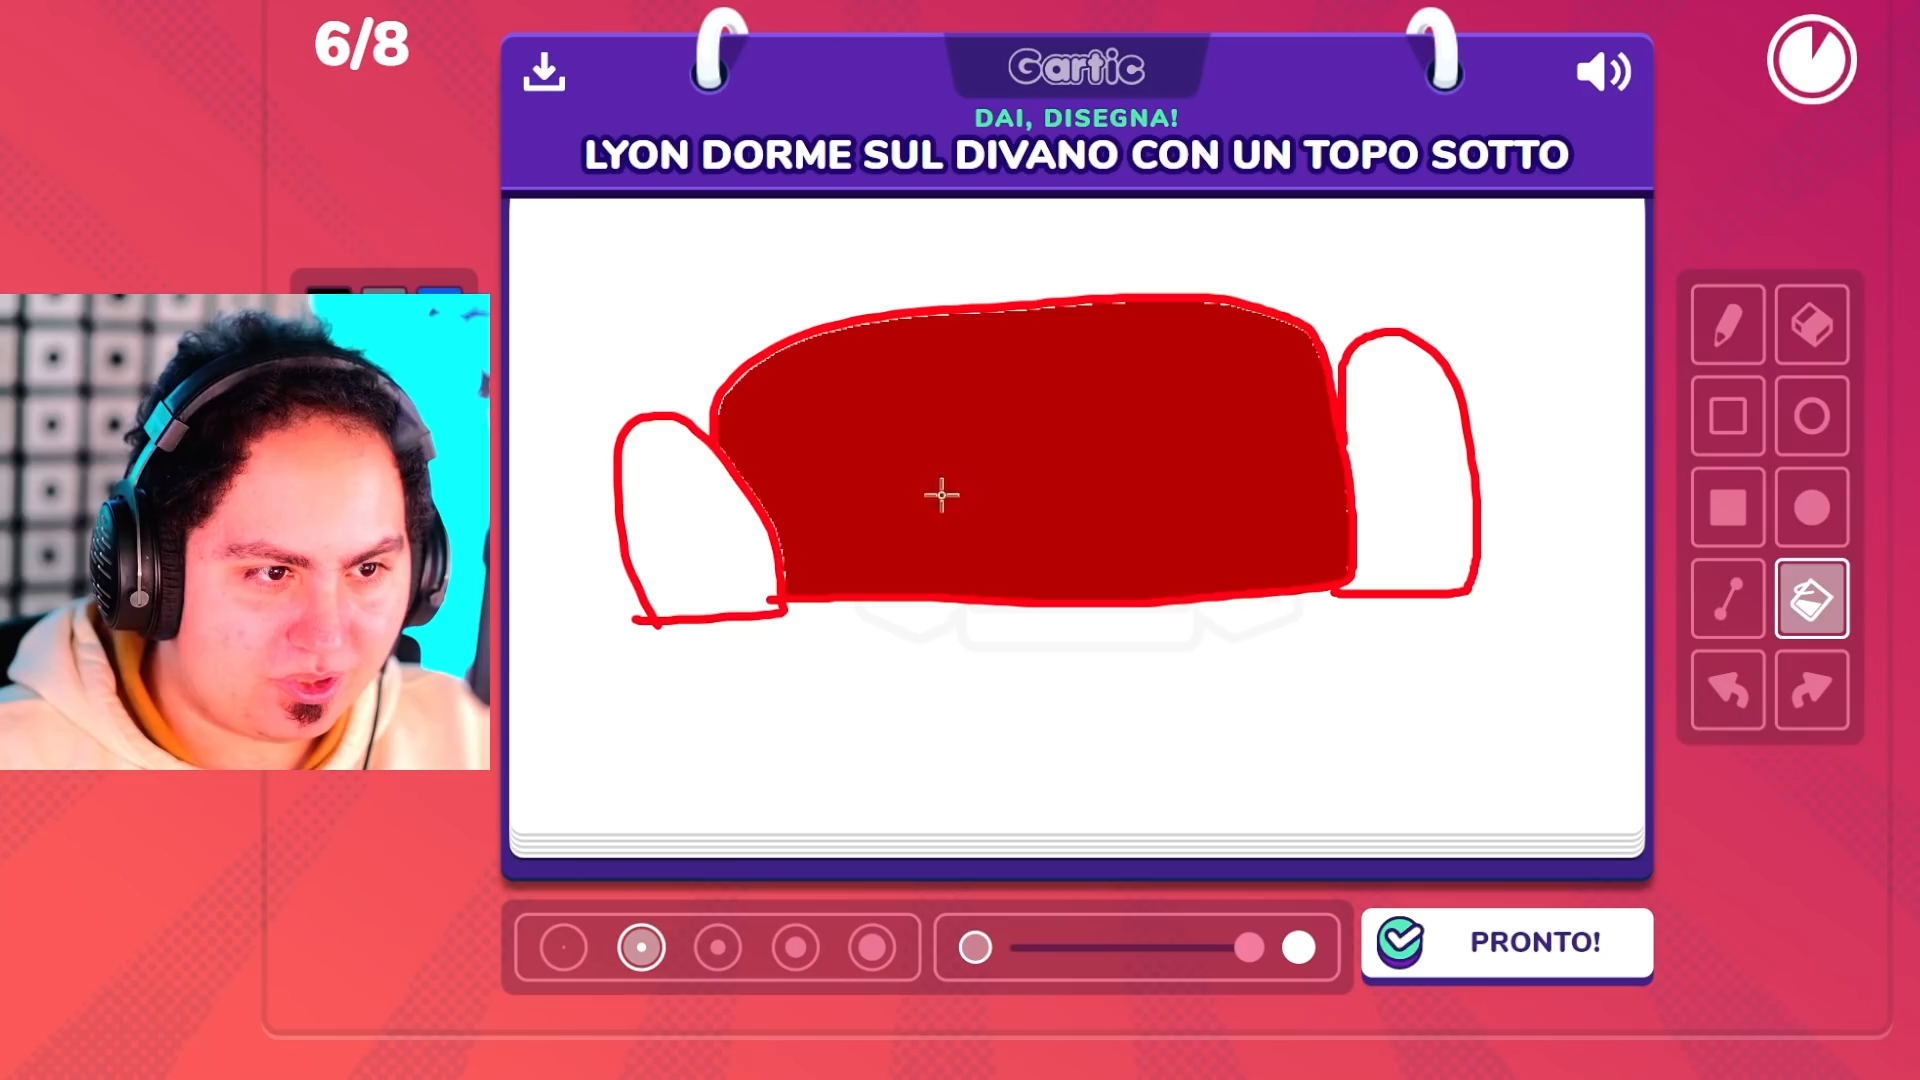 6/8
Gartic
DAI, DISEGNA!
LYON DORME SUL DIVANO CON UN TOPO SOTTO
PRONTO!